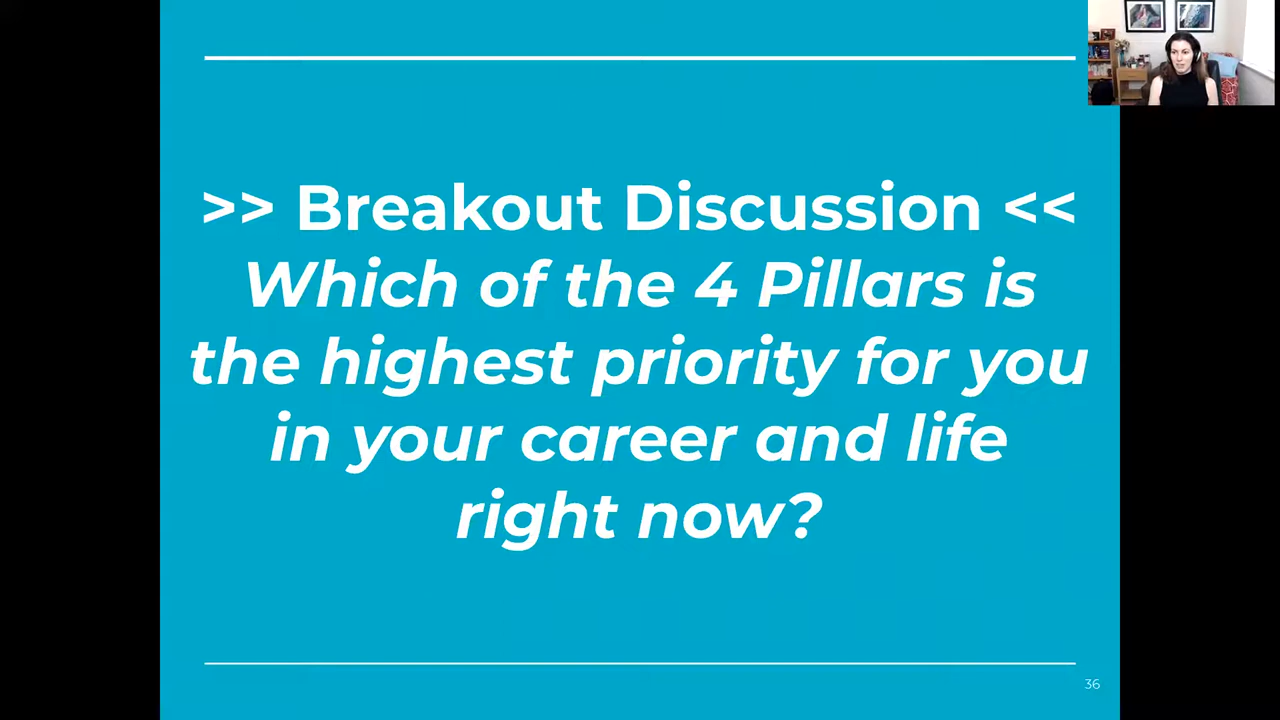 >> Breakout Discussion <<
Which of the 4 Pillars is
the highest priority for you
in your career and life
right now?
36